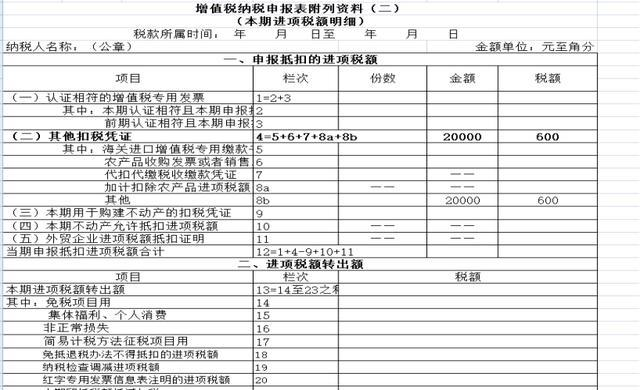 增值税纳税申报表附列资料（二）
（本期进项税额明细）
税款所属时间： 年 月 日至 年 月 日
纳税人名称：（公章） 金额单位：元至角分
一、申报抵扣的进项税额
项目 栏次 份数 金额 税额
（一）认证相符的增值税专用发票 1=2+3
其中：本期认证相符且本期申报 2
前期认证相符且本期申报 3
（二）其他扣税凭证 4=5+6+7+8a+8b 20000 600
其中：海关进口增值税专用缴款 5
农产品收购发票或者销售 6
代扣代缴税收缴款凭证 7 ——
加计扣除农产品进项税额 8a —— ——
其他 8b 20000 600
（三）本期用于购建不动产的扣税凭证 9
（四）本期不动产允许抵扣进项税额 10 —— ——
（五）外贸企业进项税额抵扣证明 11 —— ——
当期申报抵扣进项税额合计 12=1+4-9+10+11
二、进项税额转出额
项目 栏次 税额
本期进项税额转出额 13=14至23之和
其中：免税项目用 14
集体福利、个人消费 15
非正常损失 16
简易计税方法征税项目用 17
免抵退税办法不得抵扣的进项税额 18
纳税检查调减进项税额 19
红字专用发票信息表注明的进项税额 20